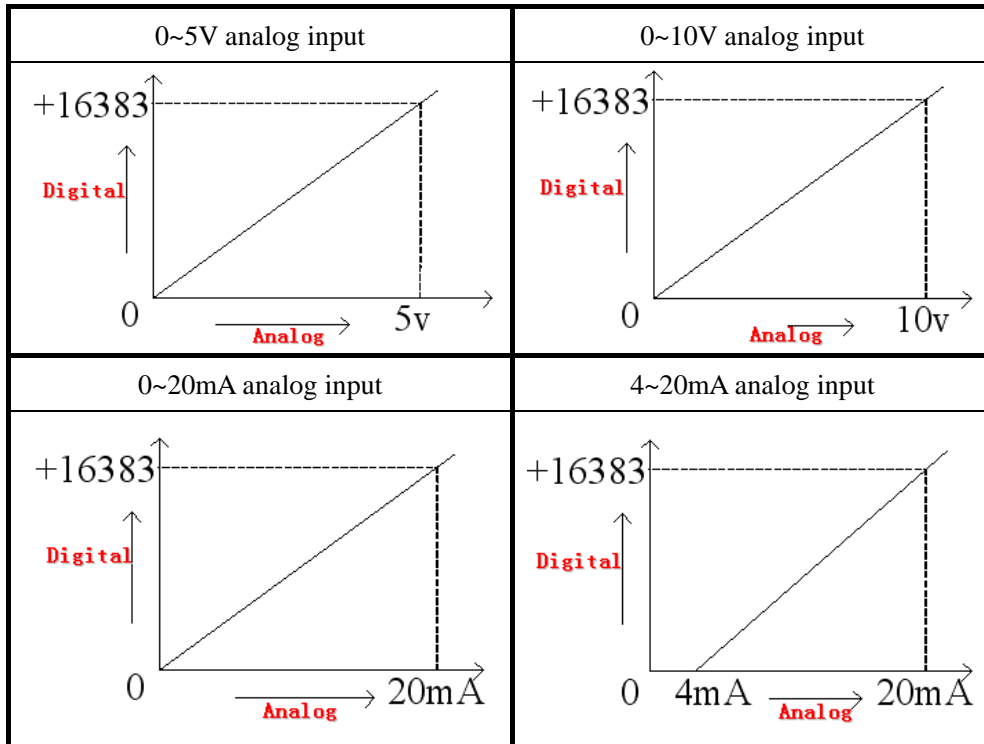 0~5V analog input
0~10V analog input
+16383
Digital
0
Analog
5v
+16383
Digital
0
Analog
10v
0~20mA analog input
4~20mA analog input
+16383
Digital
0
Analog
20mA
+16383
Digital
0
4mA
Analog
20mA